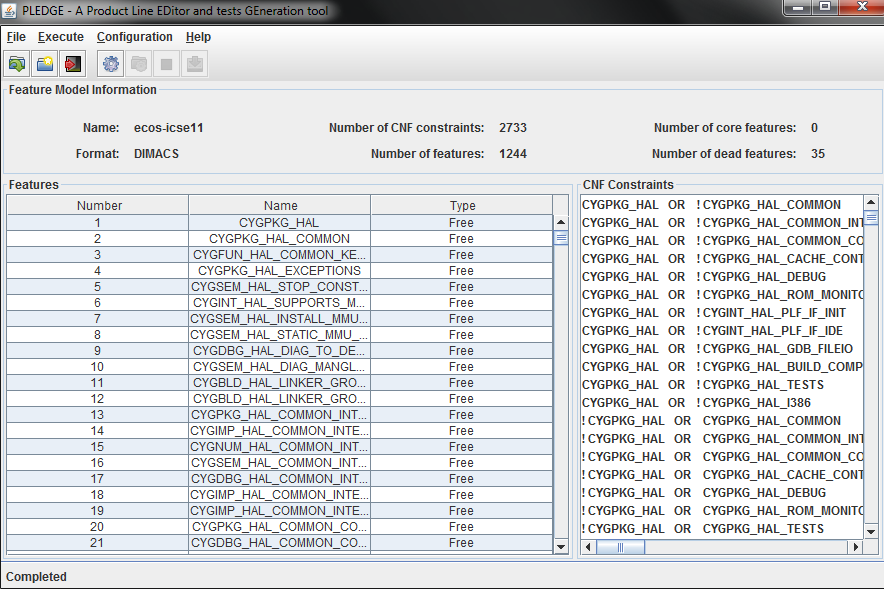 PLEDGE - A Product Line EDitor and tests GEneration tool
File Execute Configuration Help
Feature Model Information
Name: ecos-icse11 Number of CNF constraints: 2733 Number of core features: 0
Format: DIMACS Number of features: 1244 Number of dead features: 35
Features
Number Name Type
1 CYGPKG_HAL Free
2 CYGPKG_HAL_COMMON Free
3 CYGFUN_HAL_COMMON_KE... Free
4 CYGPKG_HAL_EXCEPTIONS Free
5 CYGSEM_HAL_STOP_CONST... Free
6 CYGINT_HAL_SUPPORTS_M... Free
7 CYGSEM_HAL_INSTALL_MMU... Free
8 CYGSEM_HAL_STATIC_MMU_... Free
9 CYGDBG_HAL_DIAG_TO_DE... Free
10 CYGSEM_HAL_DIAG_MANGL... Free
11 CYGBLD_HAL_LINKER_GRO... Free
12 CYGBLD_HAL_LINKER_GRO... Free
13 CYGPKG_HAL_COMMON_INT... Free
14 CYGIMP_HAL_COMMON_INTE... Free
15 CYGNUM_HAL_COMMON_INT... Free
16 CYGSEM_HAL_COMMON_INT... Free
17 CYGDBG_HAL_COMMON_INT... Free
18 CYGIMP_HAL_COMMON_INTE... Free
19 CYGIMP_HAL_COMMON_INTE... Free
20 CYGPKG_HAL_COMMON_CO... Free
21 CYGDBG_HAL_COMMON_CO... Free
CNF Constraints
CYGPKG_HAL OR !CYGPKG_HAL_COMMON
CYGPKG_HAL OR !CYGPKG_HAL_COMMON_INT
CYGPKG_HAL OR !CYGPKG_HAL_COMMON_CO
CYGPKG_HAL OR !CYGPKG_HAL_CACHE_CONT
CYGPKG_HAL OR !CYGPKG_HAL_DEBUG
CYGPKG_HAL OR !CYGPKG_HAL_ROM_MONITO
CYGPKG_HAL OR !CYGINT_HAL_PLF_IF_INIT
CYGPKG_HAL OR !CYGINT_HAL_PLF_IF_IDE
CYGPKG_HAL OR !CYGPKG_HAL_GDB_FILEIO
CYGPKG_HAL OR !CYGPKG_HAL_BUILD_COMP
CYGPKG_HAL OR !CYGPKG_HAL_TESTS
CYGPKG_HAL OR !CYGPKG_HAL_I386
!CYGPKG_HAL OR CYGPKG_HAL_COMMON
!CYGPKG_HAL OR CYGPKG_HAL_COMMON_INT
!CYGPKG_HAL OR CYGPKG_HAL_COMMON_CO
!CYGPKG_HAL OR CYGPKG_HAL_CACHE_CONT
!CYGPKG_HAL OR CYGPKG_HAL_DEBUG
!CYGPKG_HAL OR CYGPKG_HAL_ROM_MONITO
!CYGPKG_HAL OR CYGPKG_HAL_TESTS
Completed